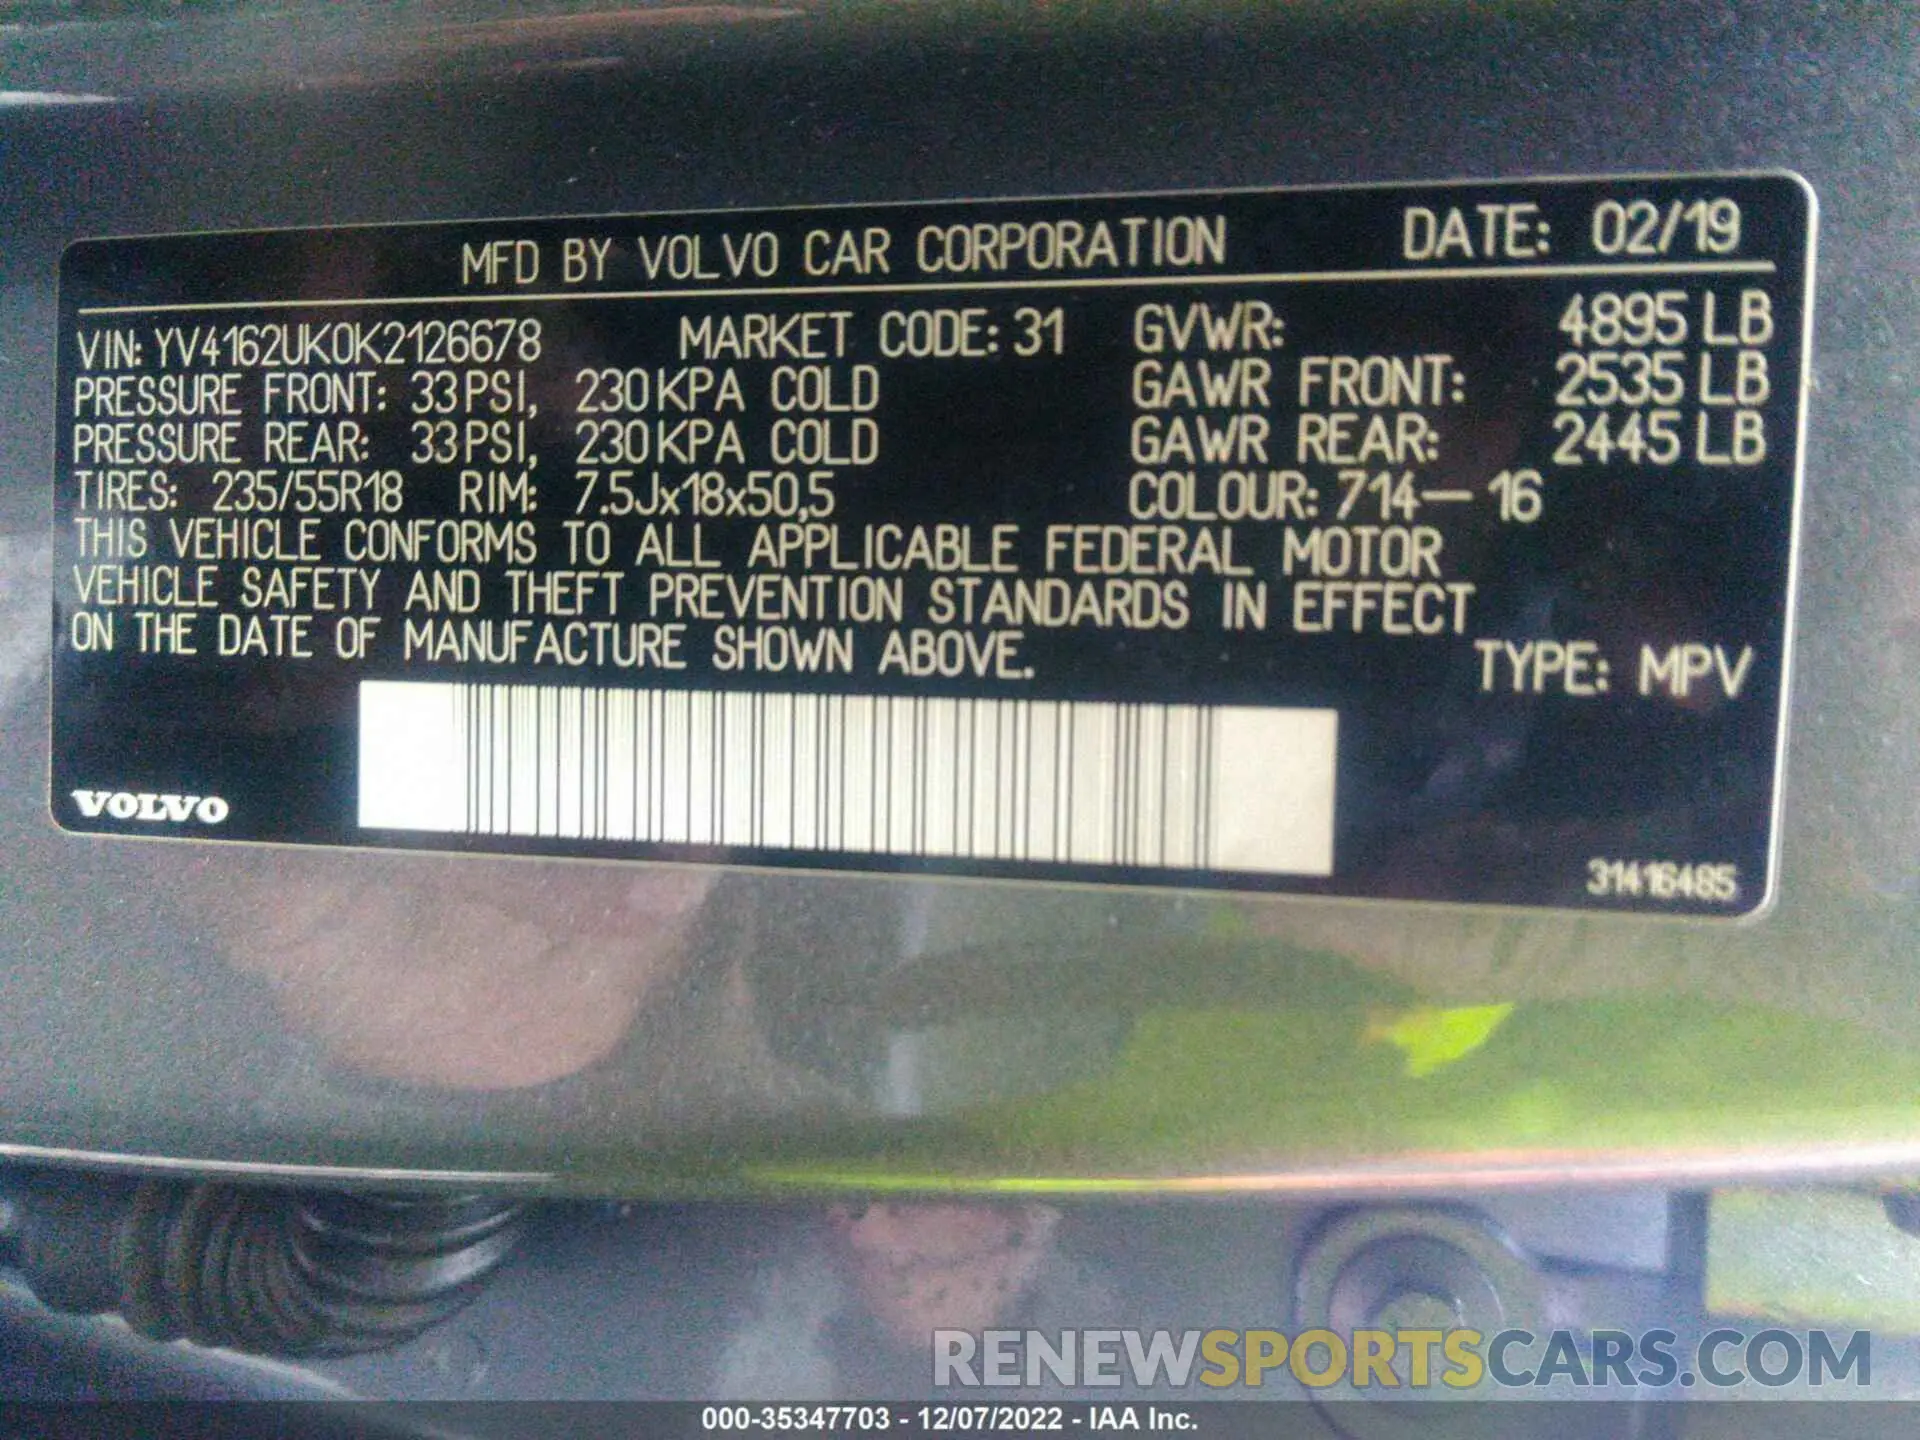 MFD BY VOLVO CAR CORPORATION DATE: 02/19
VIN: YV4162UK0K2126678 MARKET CODE: 31 GVWR: 4895 LB
PRESSURE FRONT: 33 PSI, 230 KPA COLD GAWR FRONT: 2535 LB
PRESSURE REAR: 33 PSI, 230 KPA COLD GAWR REAR: 2445 LB
TIRES: 235/55R18 RIM: 7.5Jx18x50,5 COLOUR: 714-16
THIS VEHICLE CONFORMS TO ALL APPLICABLE FEDERAL MOTOR
VEHICLE SAFETY AND THEFT PREVENTION STANDARDS IN EFFECT
ON THE DATE OF MANUFACTURE SHOWN ABOVE.
TYPE: MPV
VOLVO
31416485
RENEWSPORTSCARS.COM
000-35347703 - 12/07/2022 - IAA Inc.